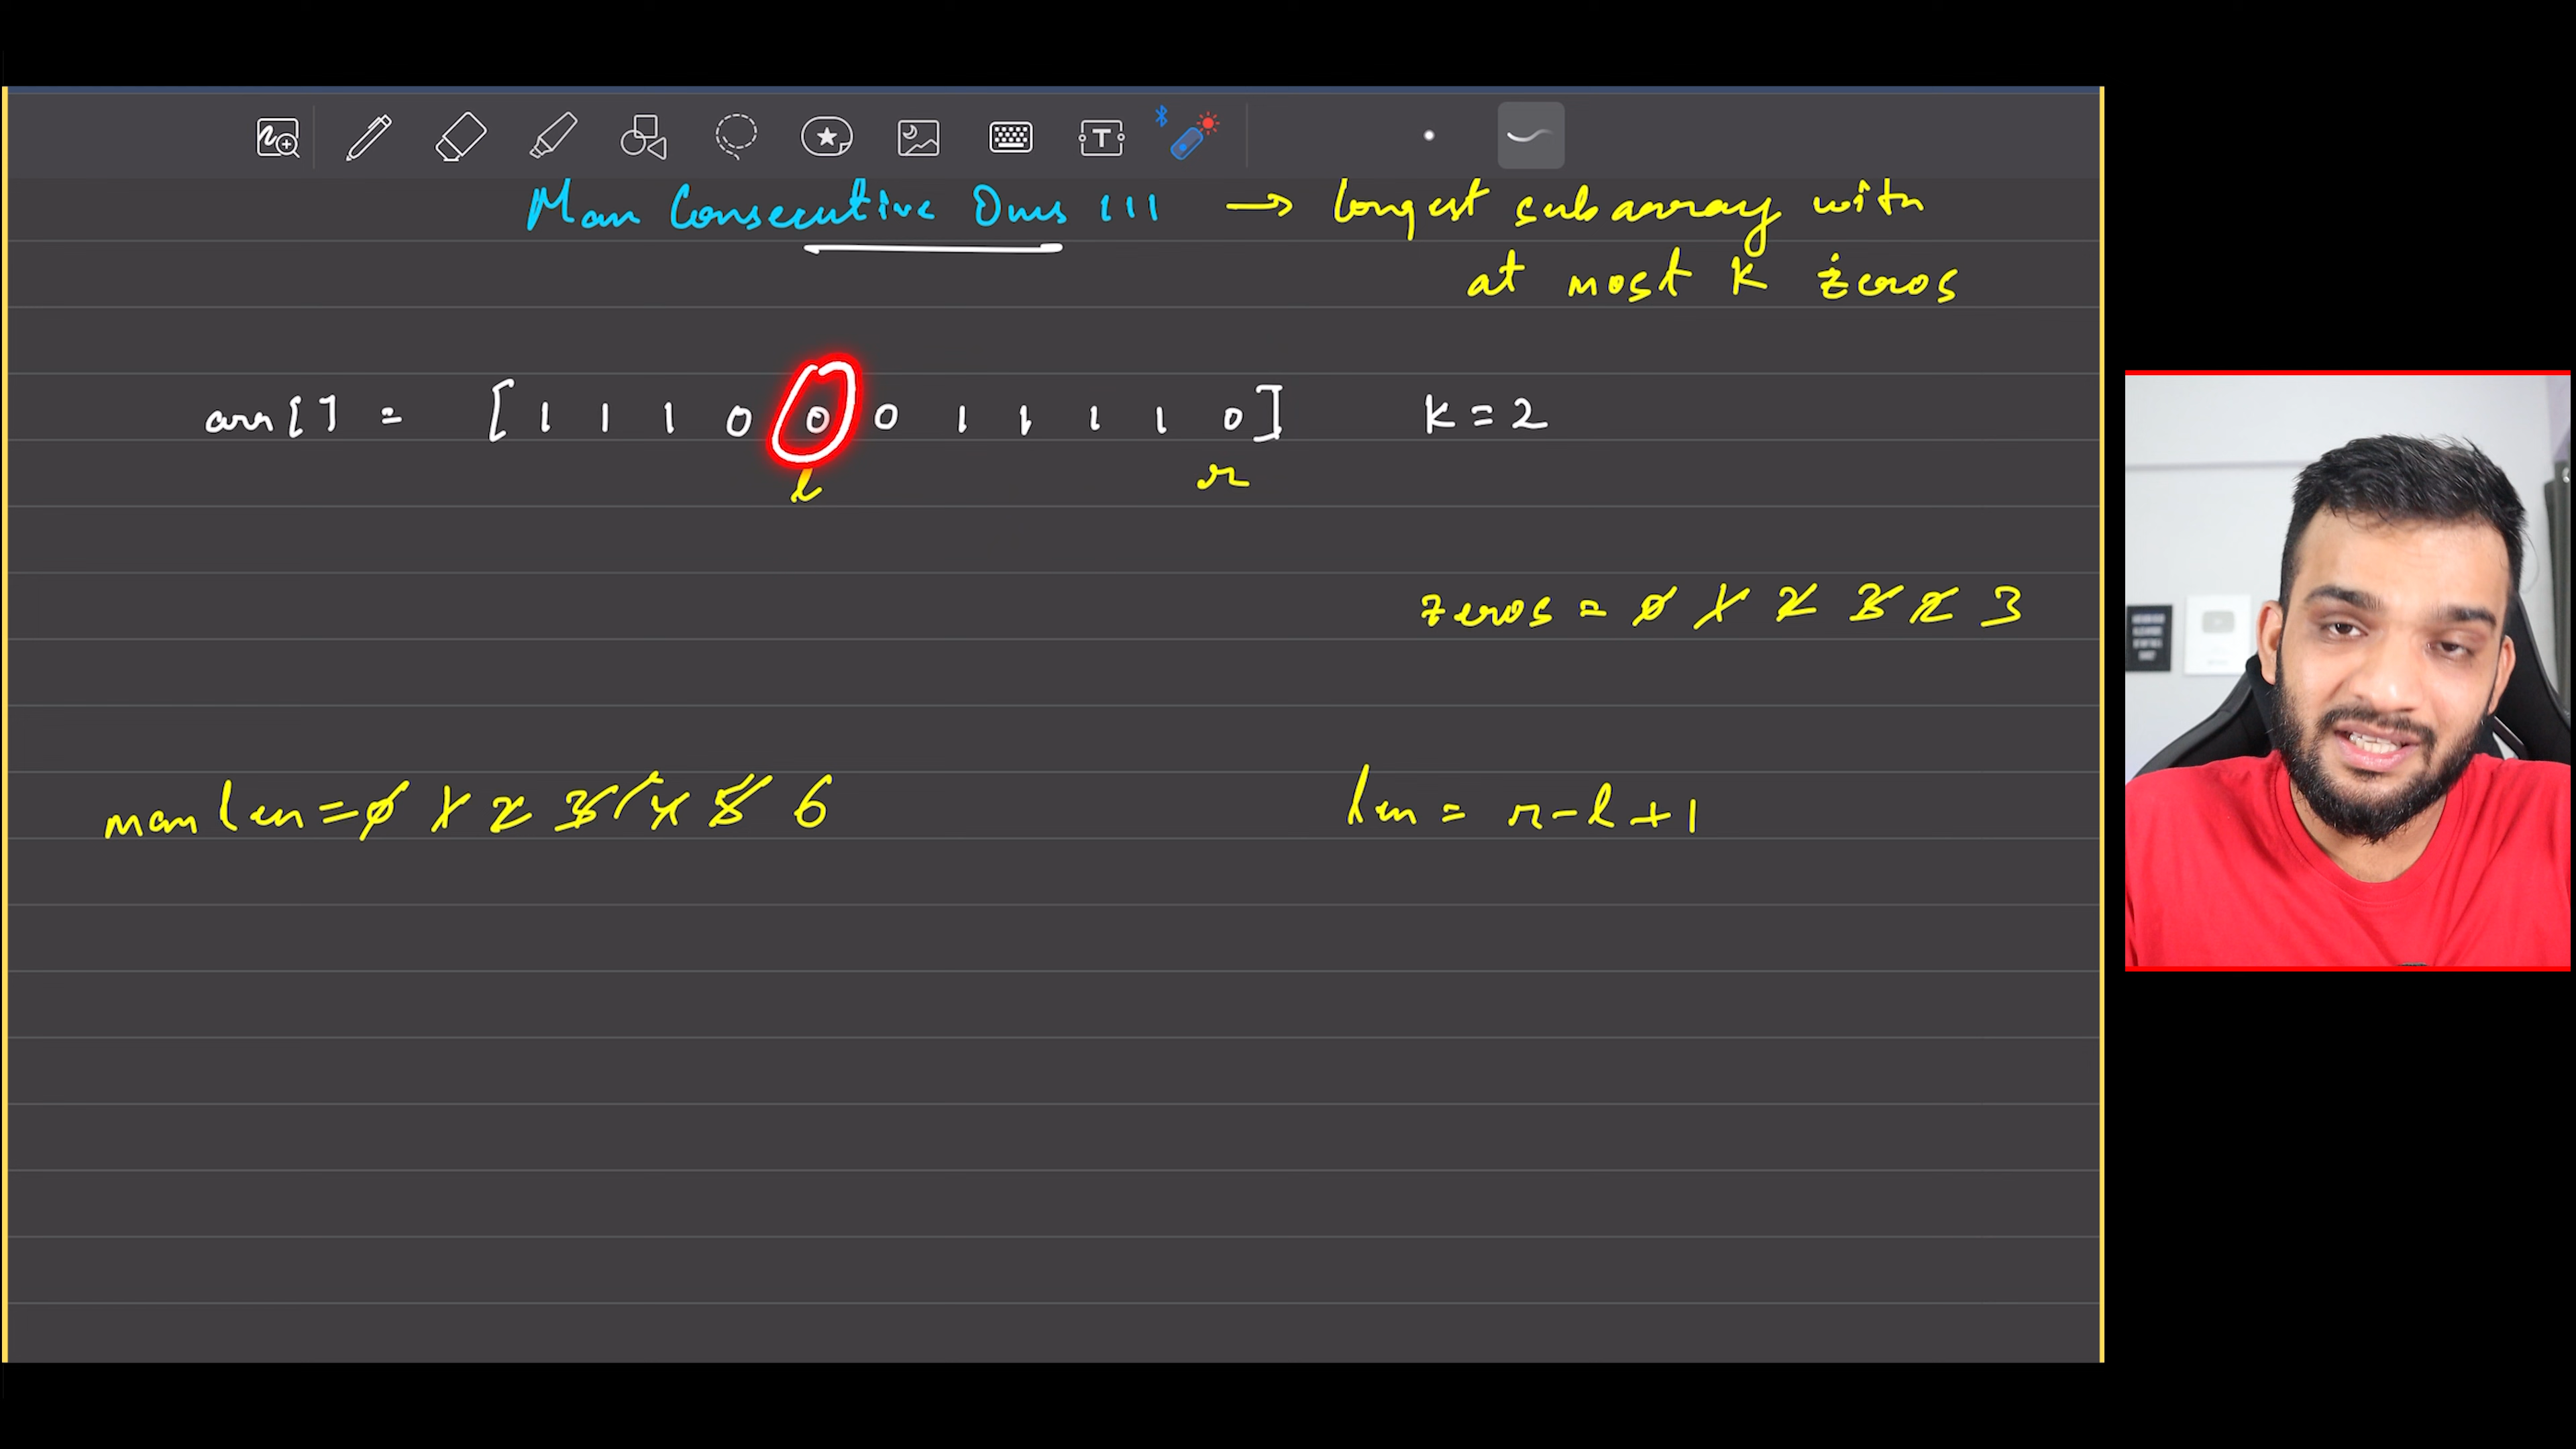 Max Consecutive Ones III → longest subarray with
at most K zeros
arr[] = [1 1 1 0 0 0 1 1 1 1 0] K = 2
l r
zeros = 0 1 2 3 2 3
maxlen = 0 1 2 3 4 5 6
len = r-l+1